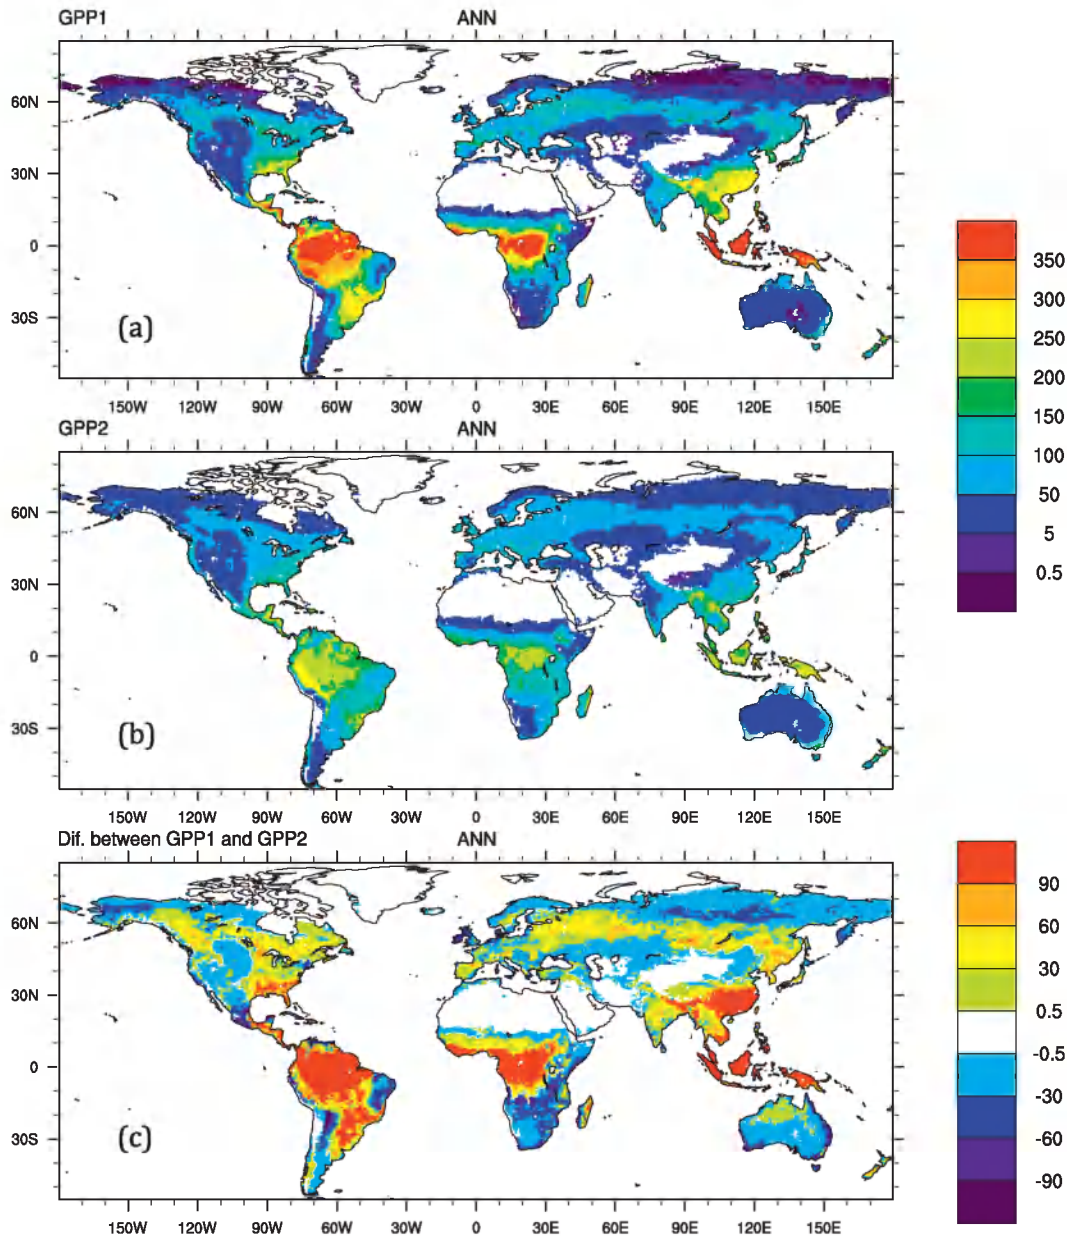 GPP1 ANN
60N
30N
0
30S
(a)
150W 120W 90W 60W 30W 0 30E 60E 90E 120E 150E
350
300
250
200
150
100
50
5
0.5
GPP2 ANN
60N
30N
0
30S
(b)
150W 120W 90W 60W 30W 0 30E 60E 90E 120E 150E
Dif. between GPP1 and GPP2 ANN
60N
30N
0
30S
(c)
150W 120W 90W 60W 30W 0 30E 60E 90E 120E 150E
90
60
30
0.5
-0.5
-30
-60
-90